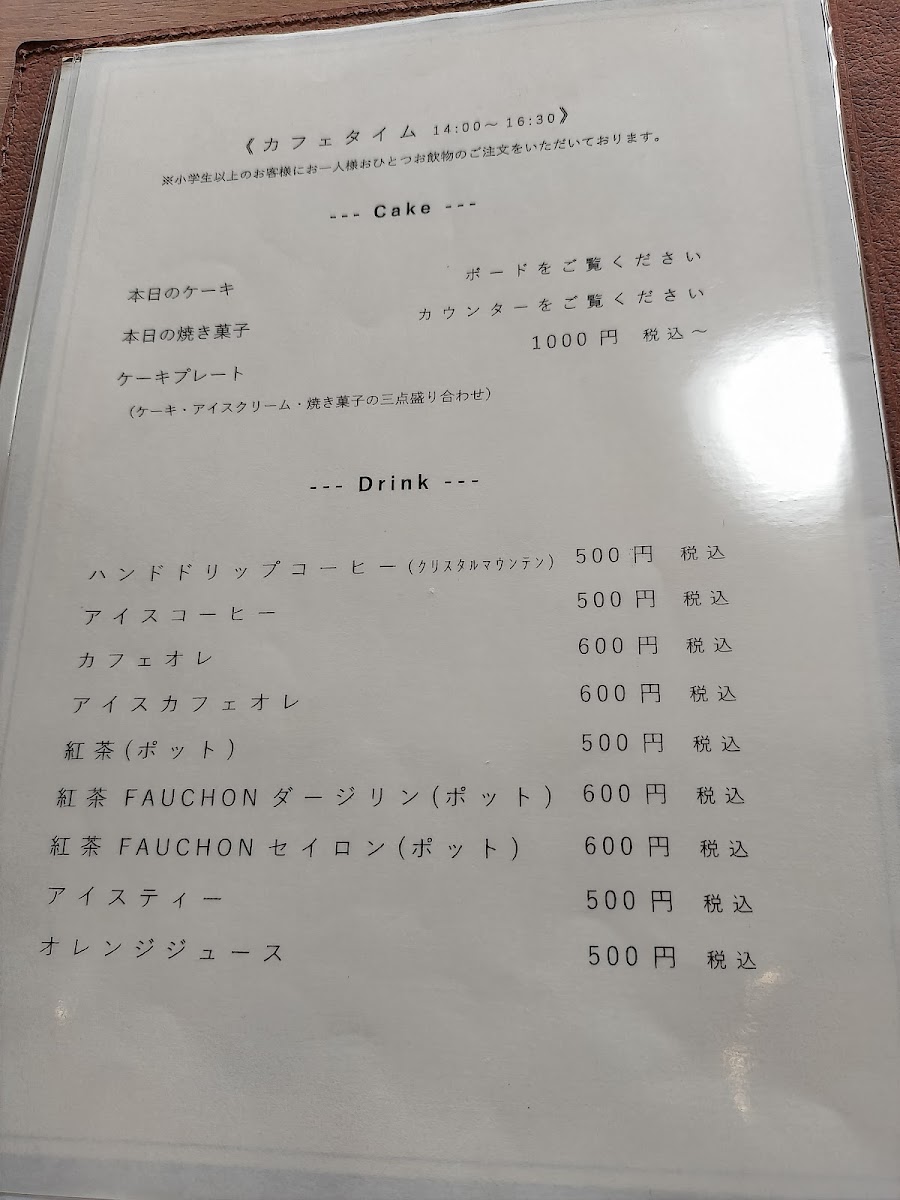 《カフェタイム 14:00～16:30》
※小学生以上のお客様にお一人様おひとつお飲物のご注文をいただいております。
--- Cake ---
本日のケーキ ボードをご覧ください
本日の焼き菓子 カウンターをご覧ください
ケーキプレート 1000円 税込～
(ケーキ・アイスクリーム・焼き菓子の三点盛り合わせ)
--- Drink ---
ハンドドリップコーヒー(ｸﾘｽﾀﾙﾏｳﾝﾃﾝ) 500円 税込
アイスコーヒー 500円 税込
カフェオレ 600円 税込
アイスカフェオレ 600円 税込
紅茶(ポット) 500円 税込
紅茶 FAUCHON ダージリン(ポット) 600円 税込
紅茶 FAUCHON セイロン(ポット) 600円 税込
アイスティー 500円 税込
オレンジジュース 500円 税込